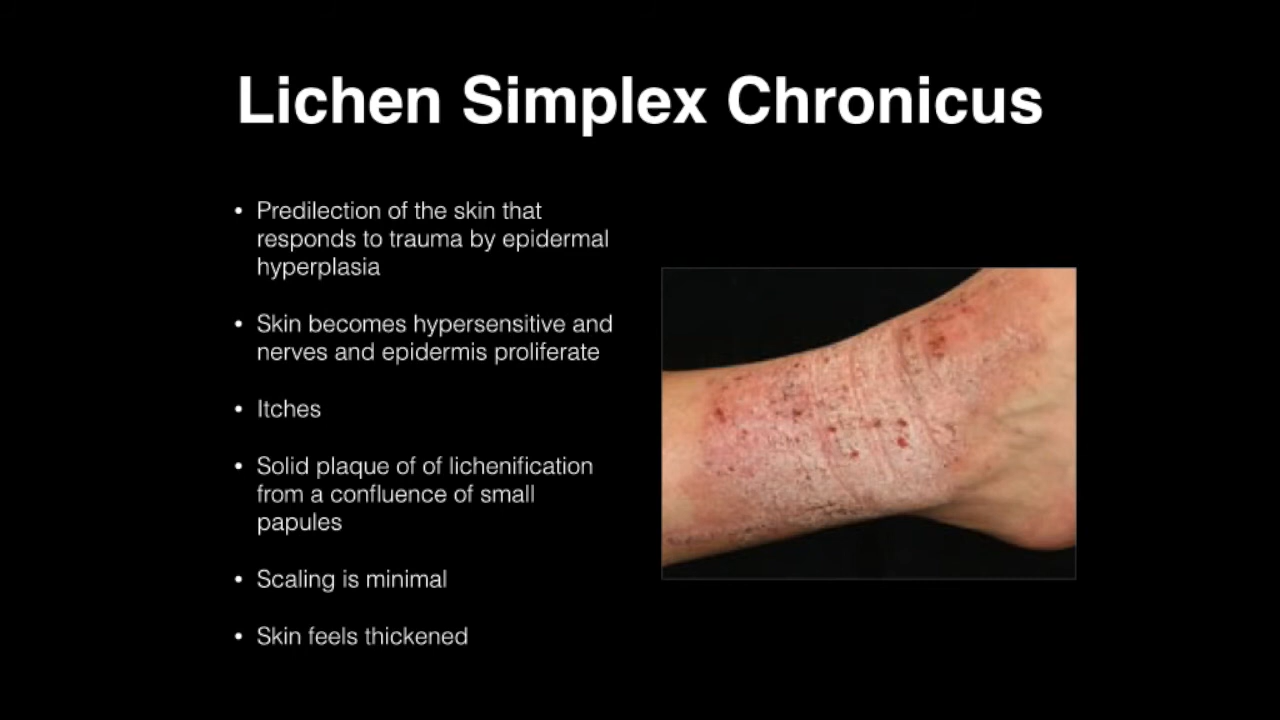 Lichen Simplex Chronicus
• Predilection of the skin that
responds to trauma by epidermal
hyperplasia
• Skin becomes hypersensitive and
nerves and epidermis proliferate
• Itches
• Solid plaque of of lichenification
from a confluence of small
papules
• Scaling is minimal
• Skin feels thickened